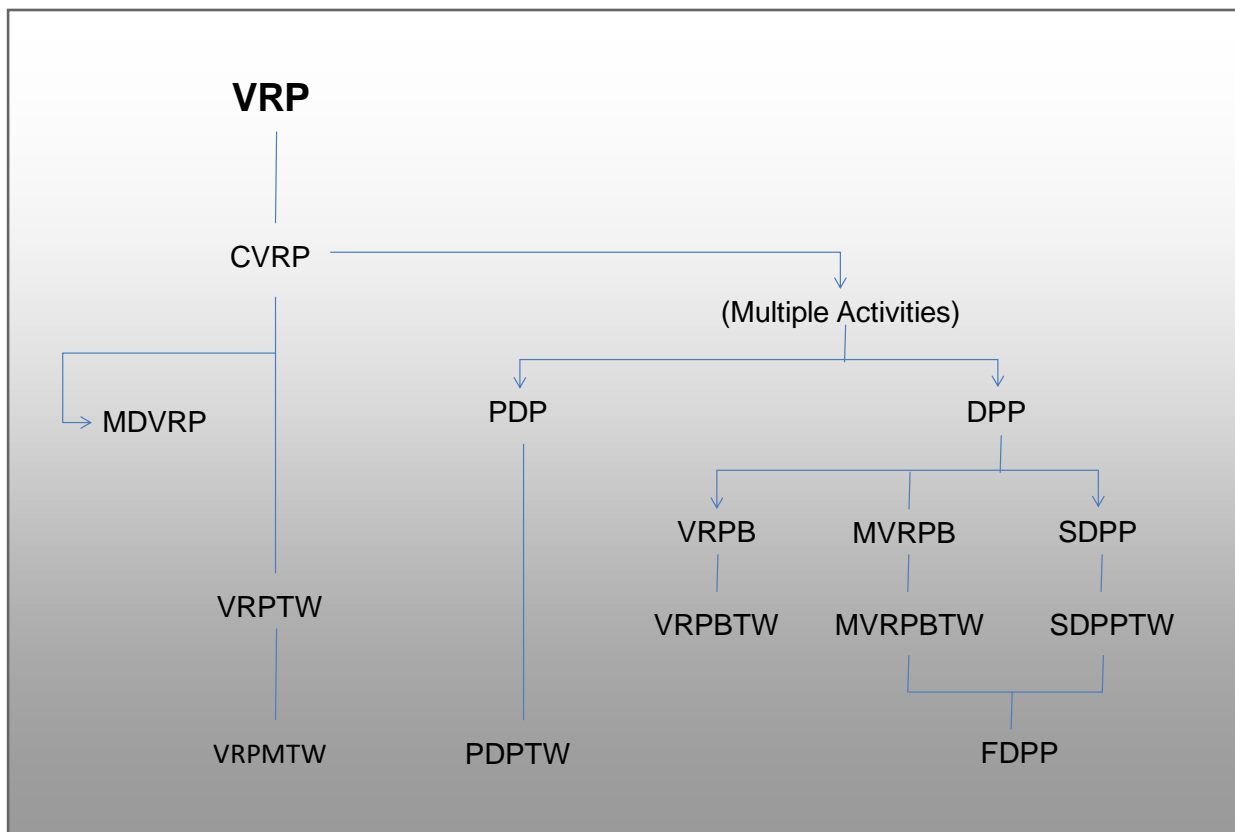 VRP
CVRP
(Multiple Activities)
MDVRP
PDP
DPP
VRPB
MVRPB
SDPP
VRPTW
VRPBTW
MVRPBTW
SDPPTW
VRPMTW
PDPTW
FDPP